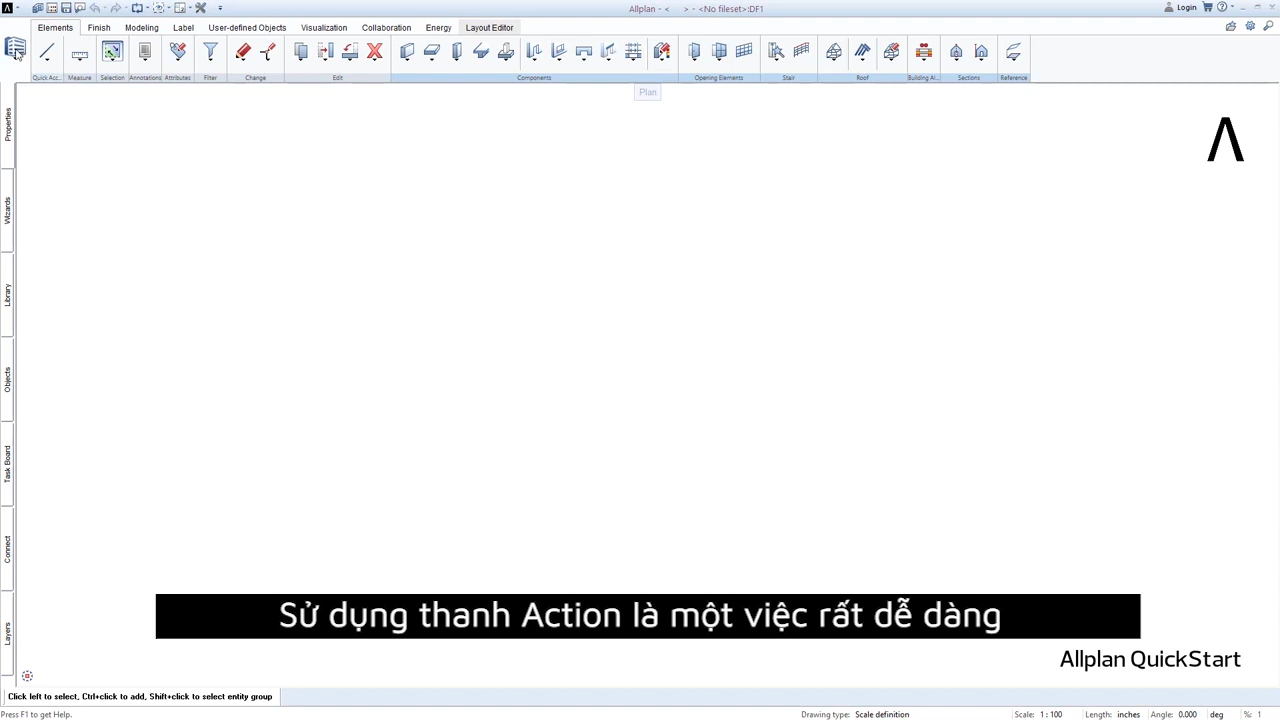 Allplan - <    > - <No fileset>:DF1
Login
Elements Finish Modeling Label User-defined Objects Visualization Collaboration Energy Layout Editor
Quick Acc... Measure Selection Annotations Attributes Filter Change Edit Components Opening Elements Stair Roof Building Al... Sections Reference
Plan
Properties
Wizards
Library
Objects
Task Board
Connect
Layers
Sử dụng thanh Action là một việc rất dễ dàng
Allplan QuickStart
Click left to select, Ctrl+click to add, Shift+click to select entity group
Press F1 to get Help. Drawing type: Scale definition Scale: 1 : 100 Length: inches Angle: 0.000 deg %: 1